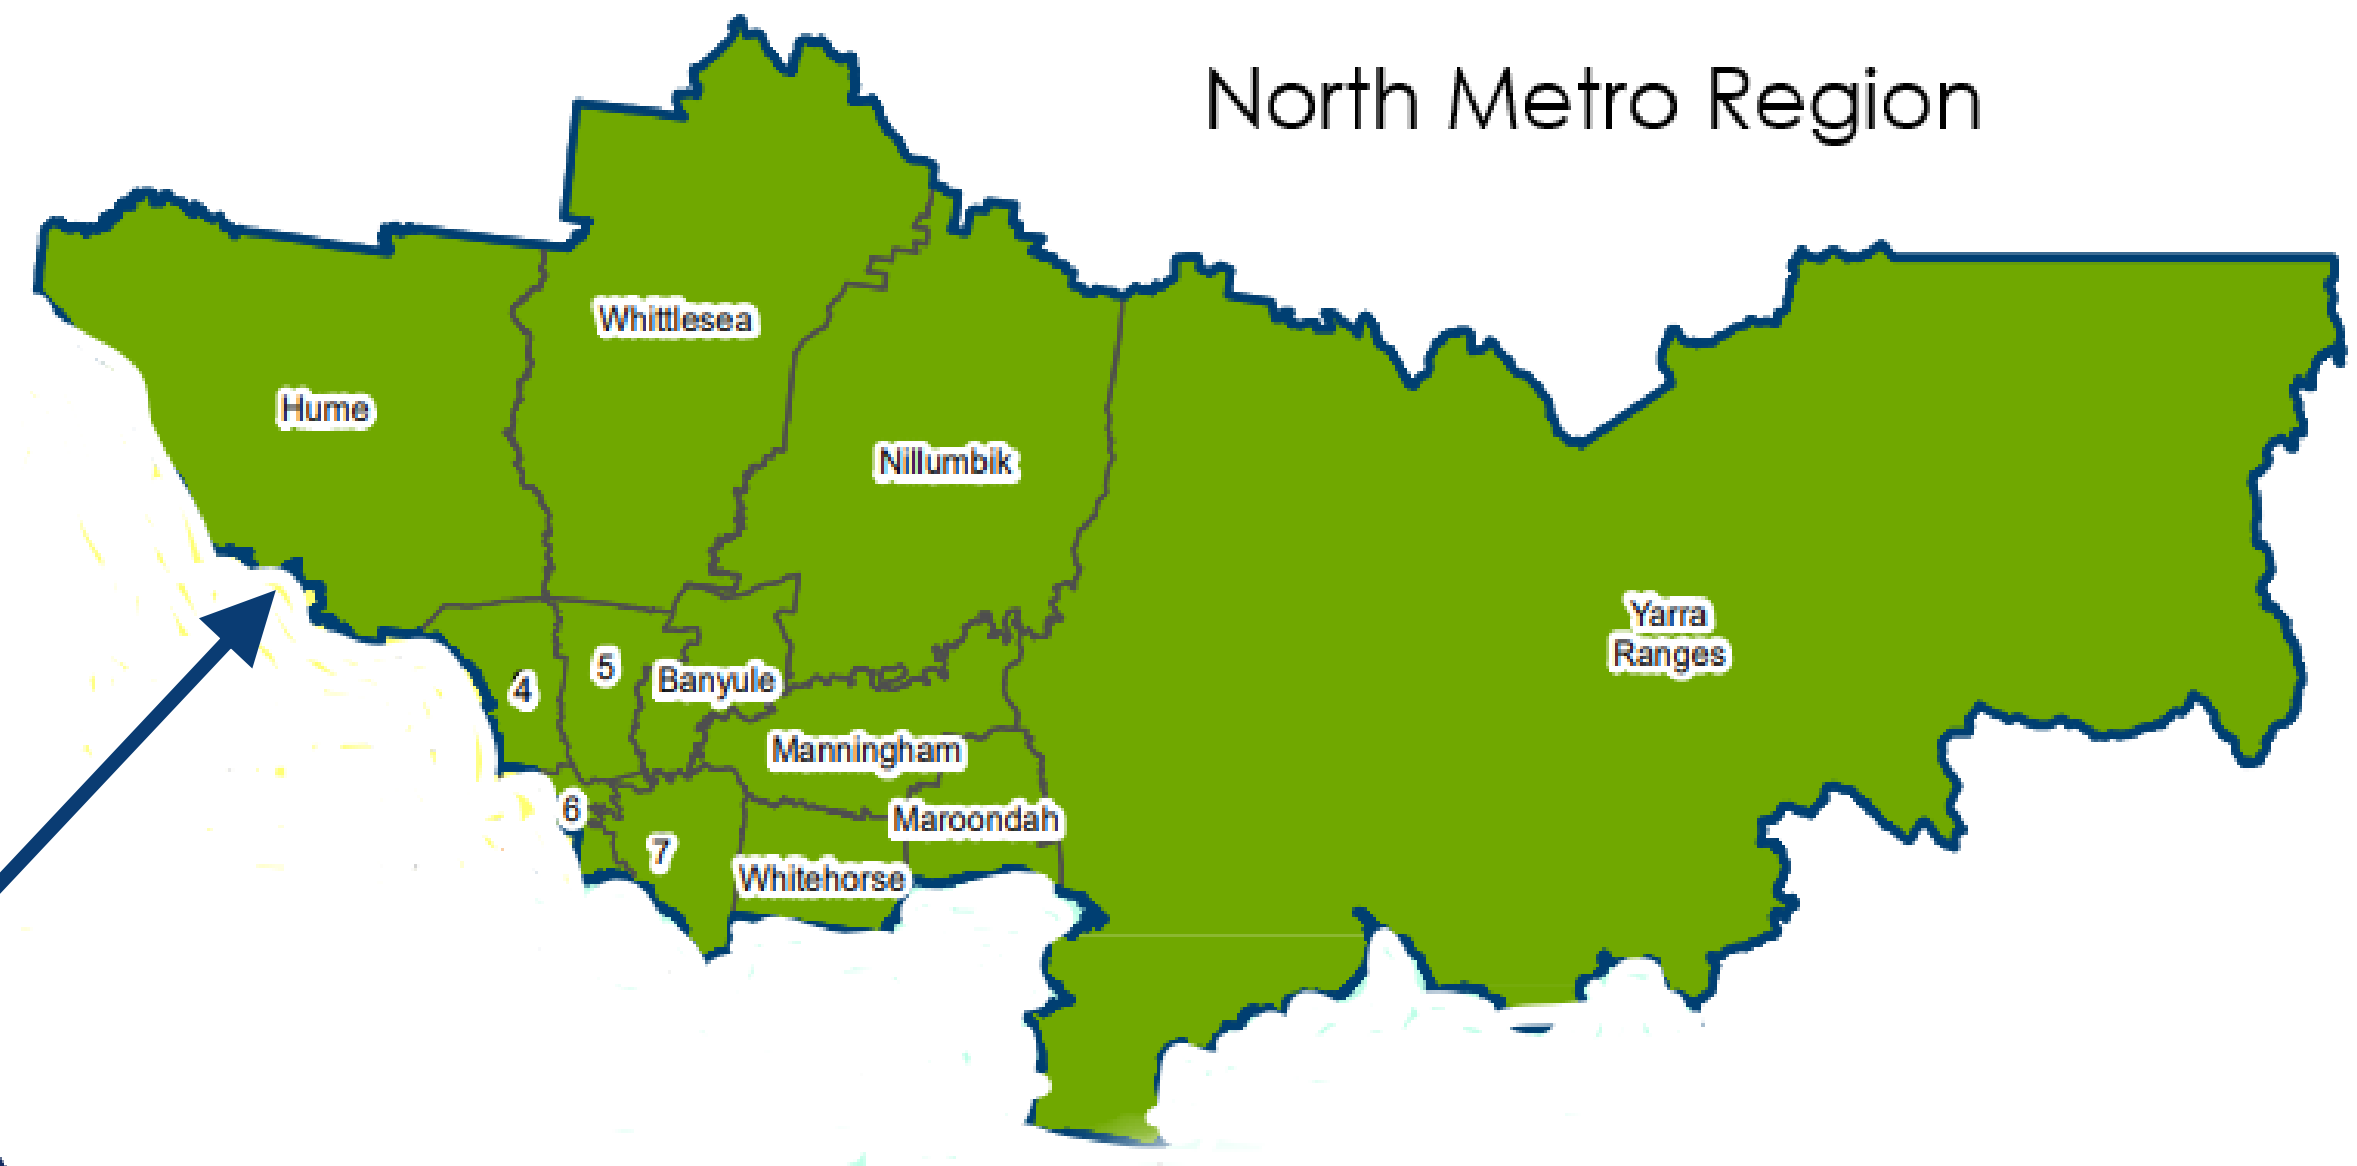 North Metro Region
Whittlesea
Hume
Nillumbik
Yarra
Ranges
5
4
Banyule
Manningham
6
Maroondah
7
Whitehorse